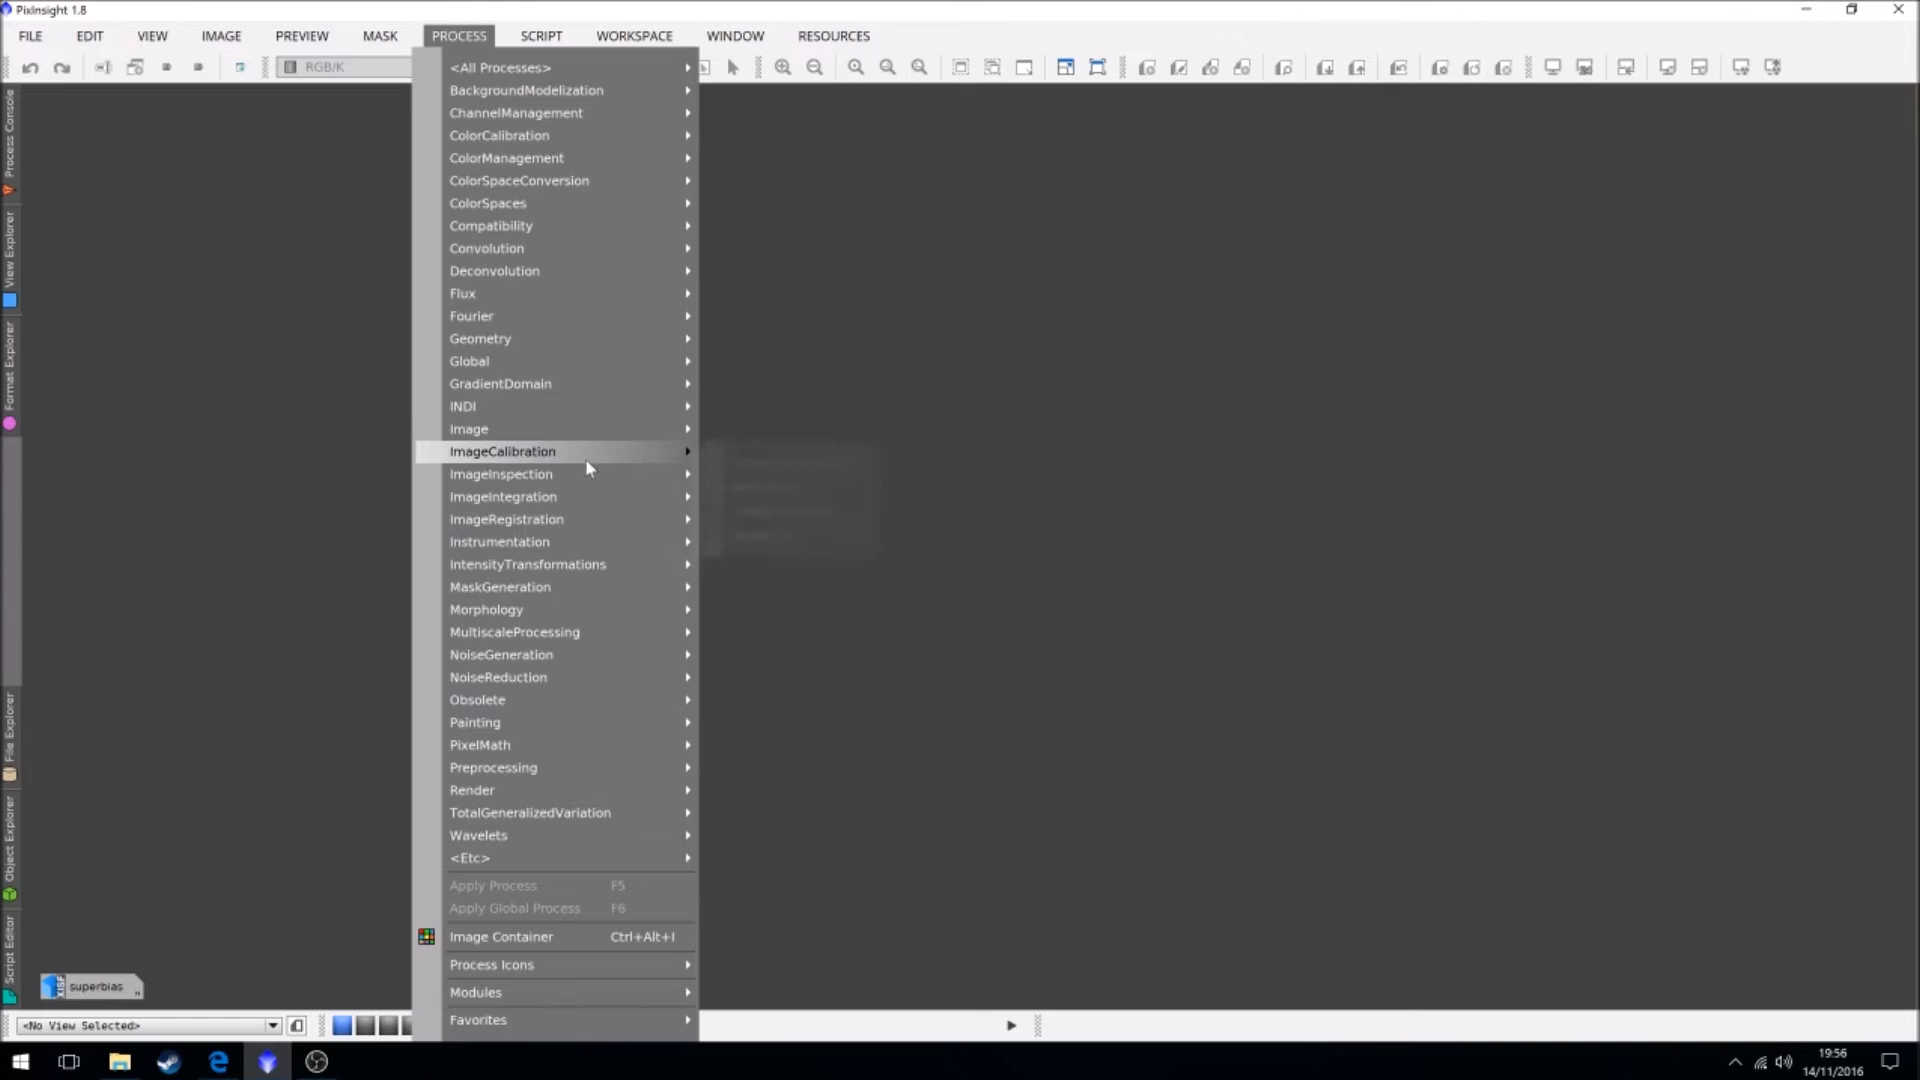 PixInsight 1.8
FILE EDIT VIEW IMAGE PREVIEW MASK PROCESS SCRIPT WORKSPACE WINDOW RESOURCES
RGB/K
<All Processes>
BackgroundModelization
ChannelManagement
ColorCalibration
ColorManagement
ColorSpaceConversion
ColorSpaces
Compatibility
Convolution
Deconvolution
Flux
Fourier
Geometry
Global
GradientDomain
INDI
Image
ImageCalibration
ImageInspection
ImageIntegration
ImageRegistration
Instrumentation
IntensityTransformations
MaskGeneration
Morphology
MultiscaleProcessing
NoiseGeneration
NoiseReduction
Obsolete
Painting
PixelMath
Preprocessing
Render
TotalGeneralizedVariation
Wavelets
<Etc>
Apply Process F5
Apply Global Process F6
Image Container Ctrl+Alt+I
Process Icons
Modules
Favorites
Process Console
View Explorer
Format Explorer
File Explorer
Object Explorer
Script Editor
XISF
superbias
<No View Selected>
19:56
14/11/2016